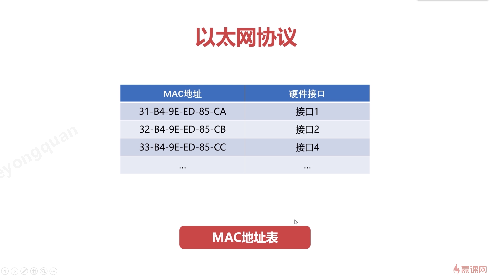 以太网协议
MAC地址 硬件接口
31-B4-9E-ED-85-CA 接口1
32-B4-9E-ED-85-CB 接口2
33-B4-9E-ED-85-CC 接口4
... ...
MAC地址表
eyongquan
慕课网